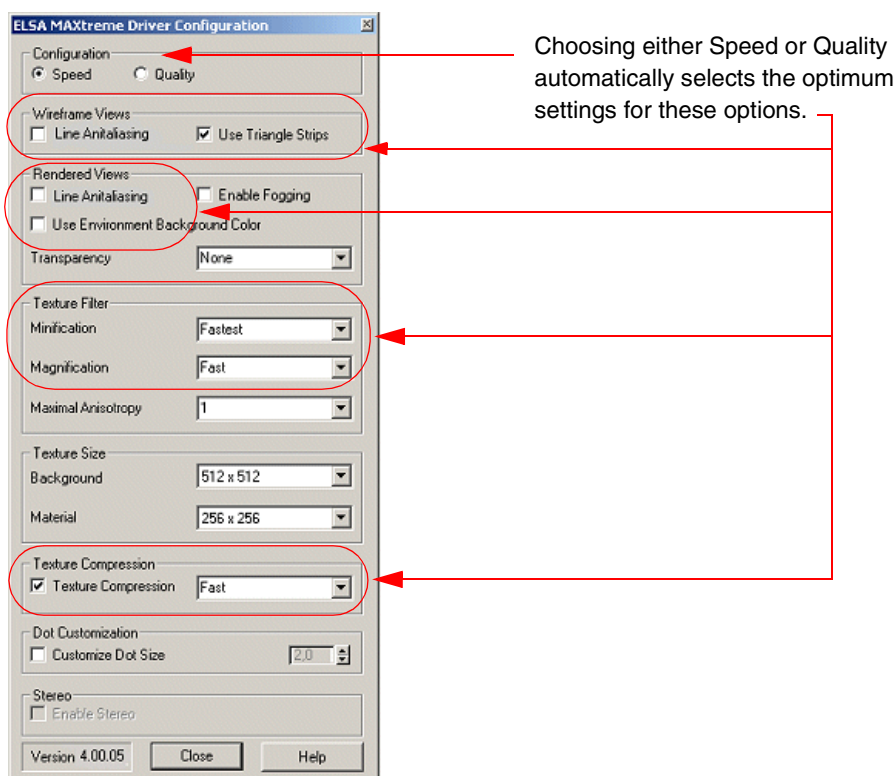 ELSA MAXtreme Driver Configuration
Choosing either Speed or Quality
automatically selects the optimum
settings for these options.
Configuration
Speed Quality
Wireframe Views
Line Anitaliasing Use Triangle Strips
Rendered Views
Line Anitaliasing Enable Fogging
Use Environment Background Color
Transparency None
Texture Filter
Minification Fastest
Magnification Fast
Maximal Anisotropy 1
Texture Size
Background 512 x 512
Material 256 x 256
Texture Compression
Texture Compression Fast
Dot Customization
Customize Dot Size 2,0
Stereo
Enable Stereo
Version 4.00.05 Close Help